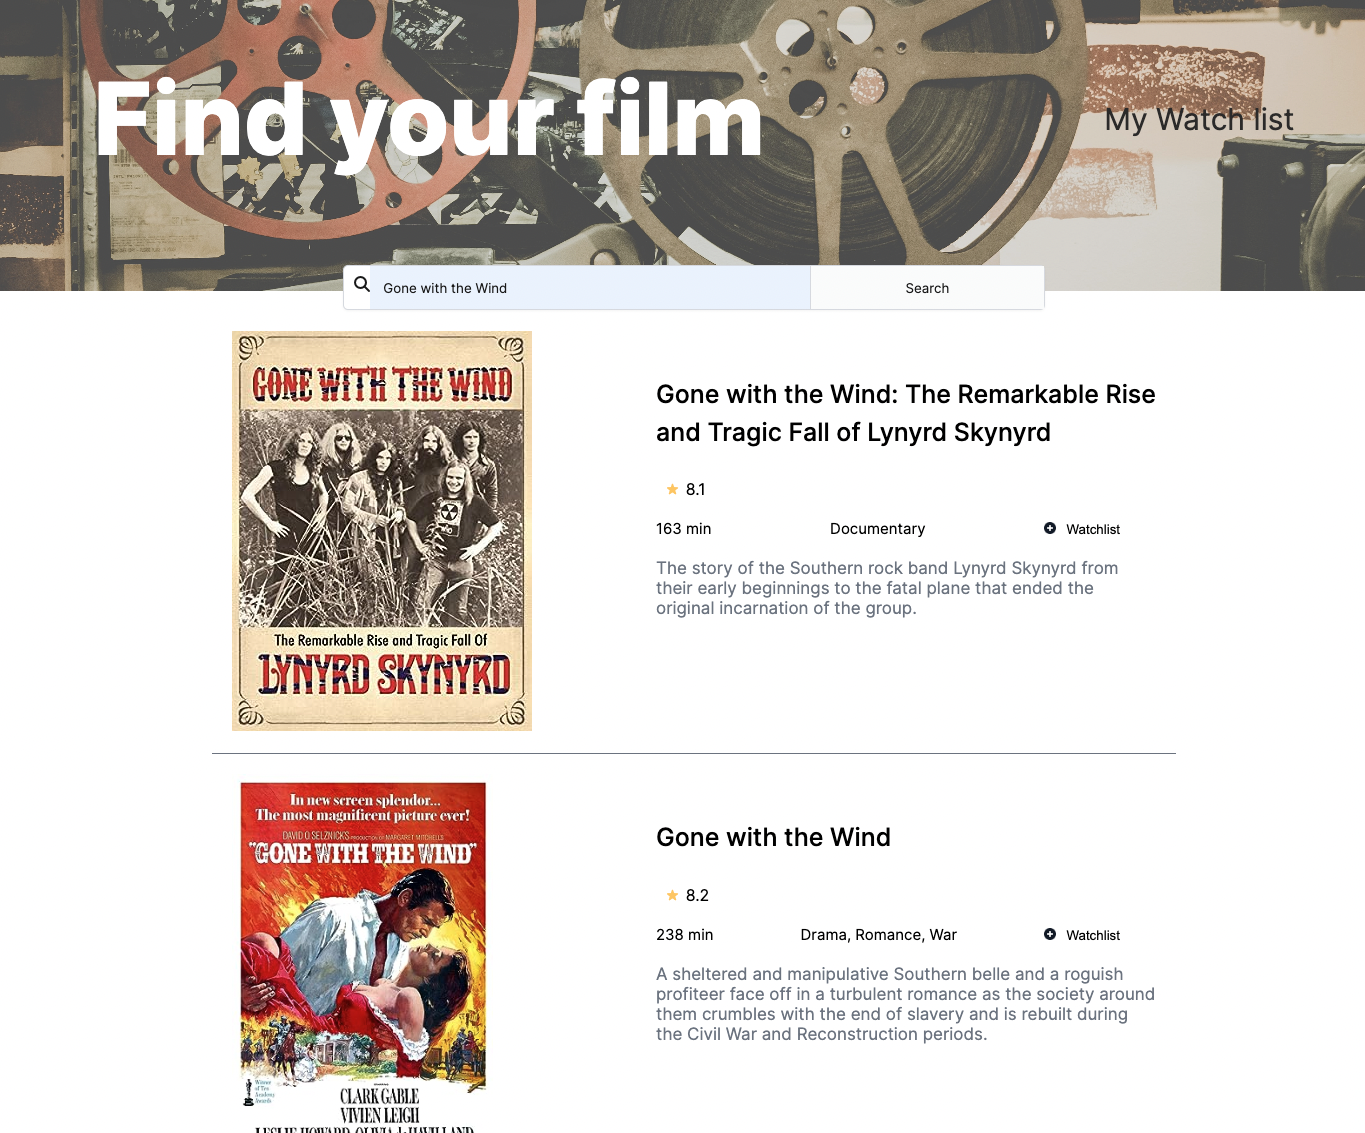 Find your film
My Watch list
Gone with the Wind
Search
GONE WITH THE WIND
The Remarkable Rise and Tragic Fall Of
LYNYRD SKYNYRD
Gone with the Wind: The Remarkable Rise
and Tragic Fall of Lynyrd Skynyrd
8.1
163 min
Documentary
Watchlist
The story of the Southern rock band Lynyrd Skynyrd from
their early beginnings to the fatal plane that ended the
original incarnation of the group.
In new screen splendor...
The most magnificent picture ever!
DAVID O. SELZNICK'S PRODUCTION OF MARGARET MITCHELL'S
"GONE WITH THE WIND"
Winner
of Ten
Academy
Awards
CLARK GABLE
VIVIEN LEIGH
LESLIE HOWARD OLIVIA de HAVILLAND
Gone with the Wind
8.2
238 min
Drama, Romance, War
Watchlist
A sheltered and manipulative Southern belle and a roguish
profiteer face off in a turbulent romance as the society around
them crumbles with the end of slavery and is rebuilt during
the Civil War and Reconstruction periods.